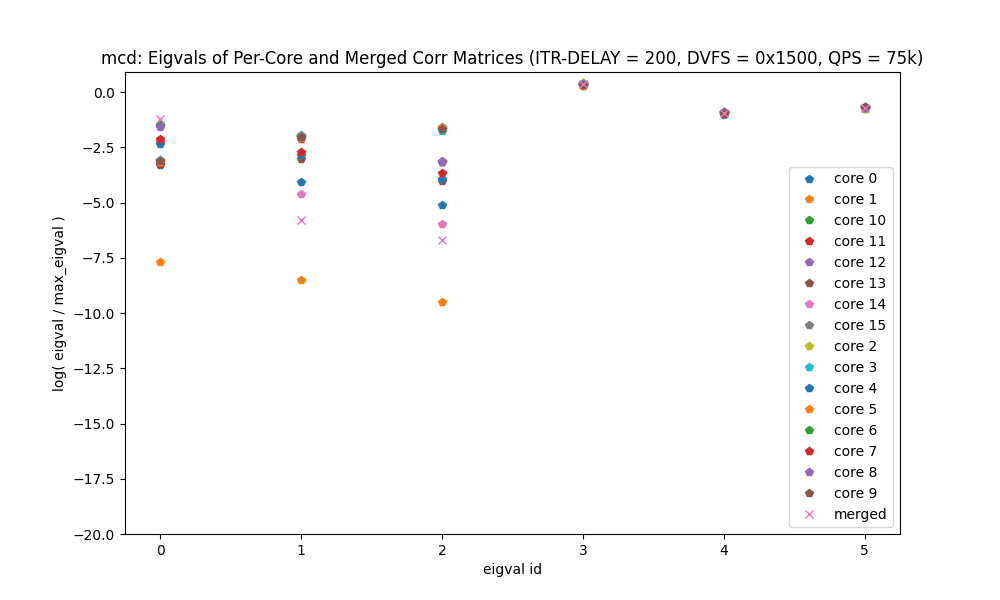 mcd: Eigvals of Per-Core and Merged Corr Matrices (ITR-DELAY = 200, DVFS = 0x1500, QPS = 75k)
log( eigval / max_eigval )
0.0
−2.5
−5.0
−7.5
−10.0
−12.5
−15.0
−17.5
−20.0
core 0
core 1
core 10
core 11
core 12
core 13
core 14
core 15
core 2
core 3
core 4
core 5
core 6
core 7
core 8
core 9
merged
0 1 2 3 4 5
eigval id